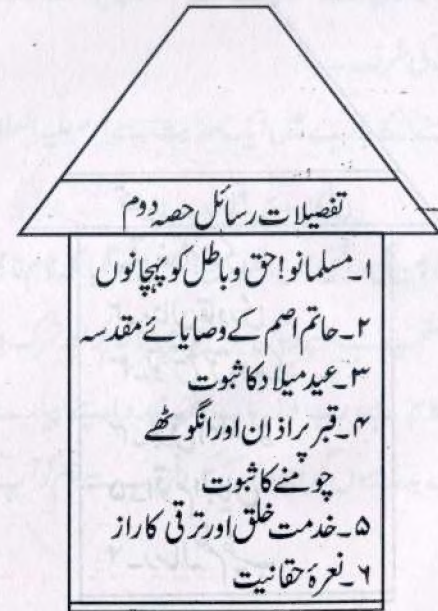 تفصیلات رسائل حصہ دوم
۱۔ مسلمانو! حق و باطل کو پہچانوں
۲۔ حاتم اصم کے وصایائے مقدسہ
۳۔ عید میلاد کا ثبوت
۴۔ قبر پر اذان اور انگوٹھے
چومنے کا ثبوت
۵۔ خدمت خلق اور ترقی کا راز
۶۔ نعرۂ حقانیت